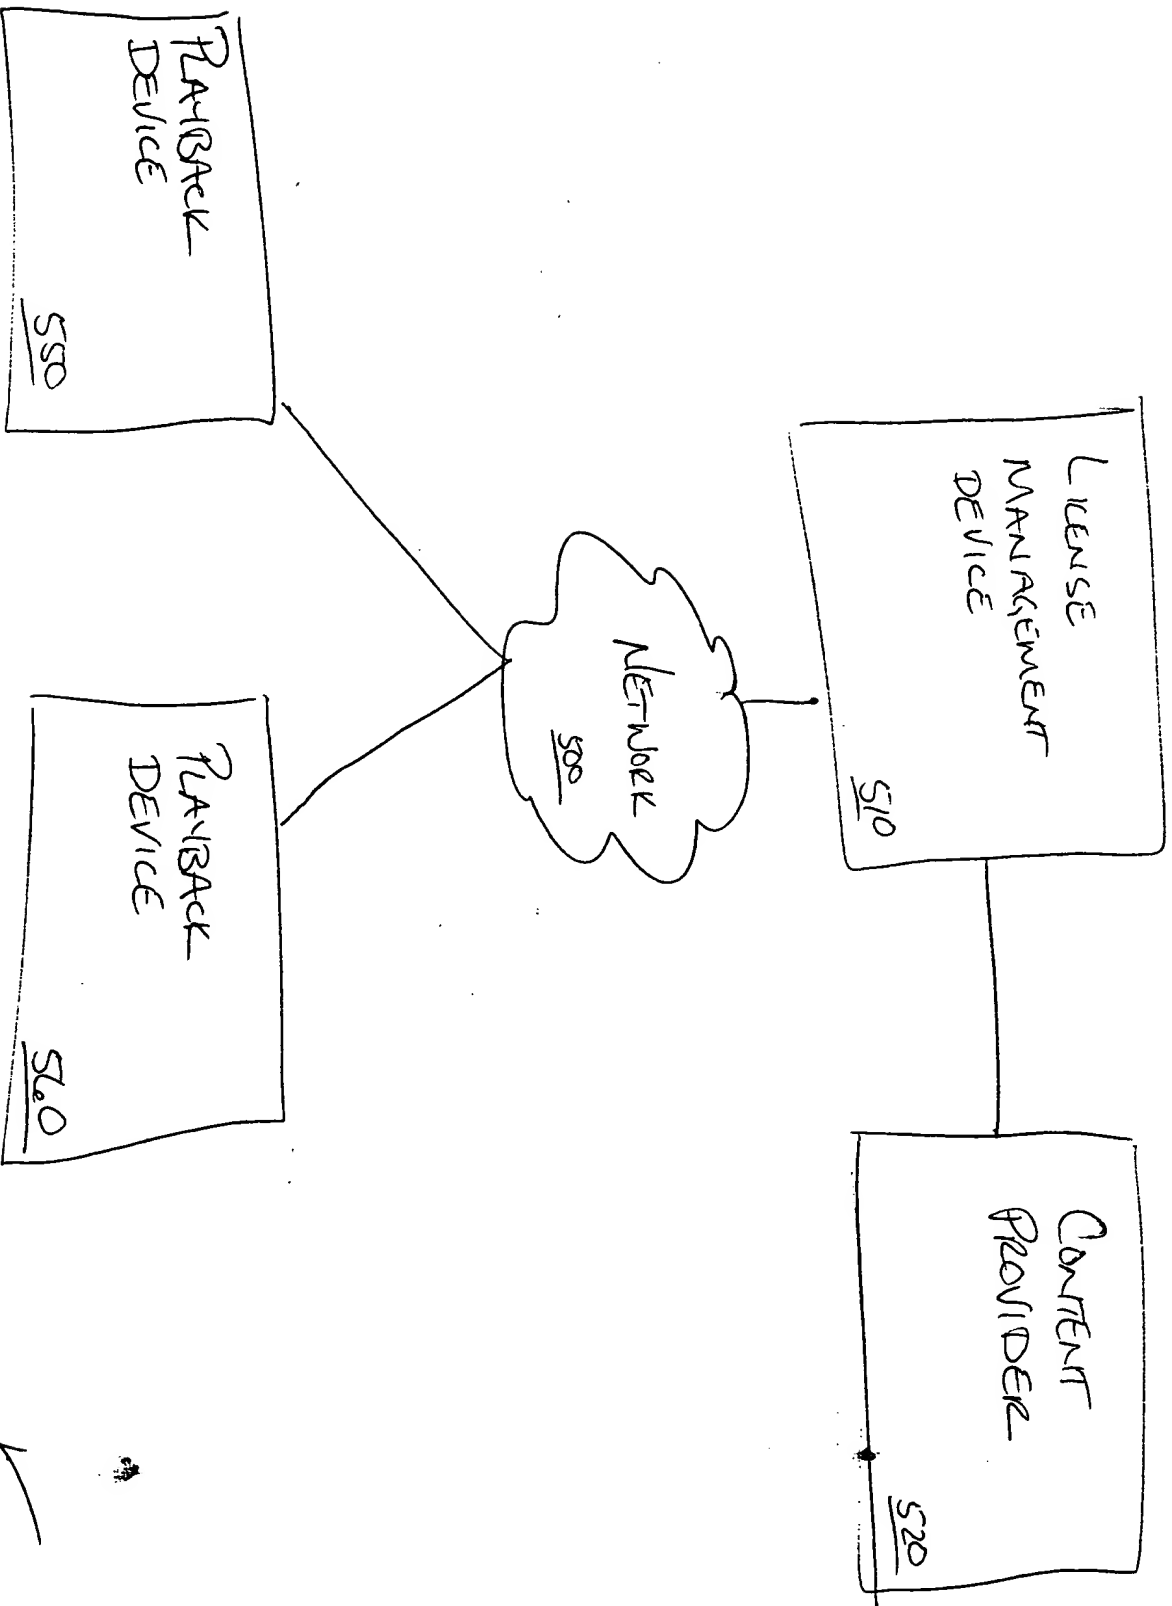 LICENSE
MANAGEMENT
DEVICE
510
CONTENT
PROVIDER
520
NETWORK
500
PLAYBACK
DEVICE
550
PLAYBACK
DEVICE
560